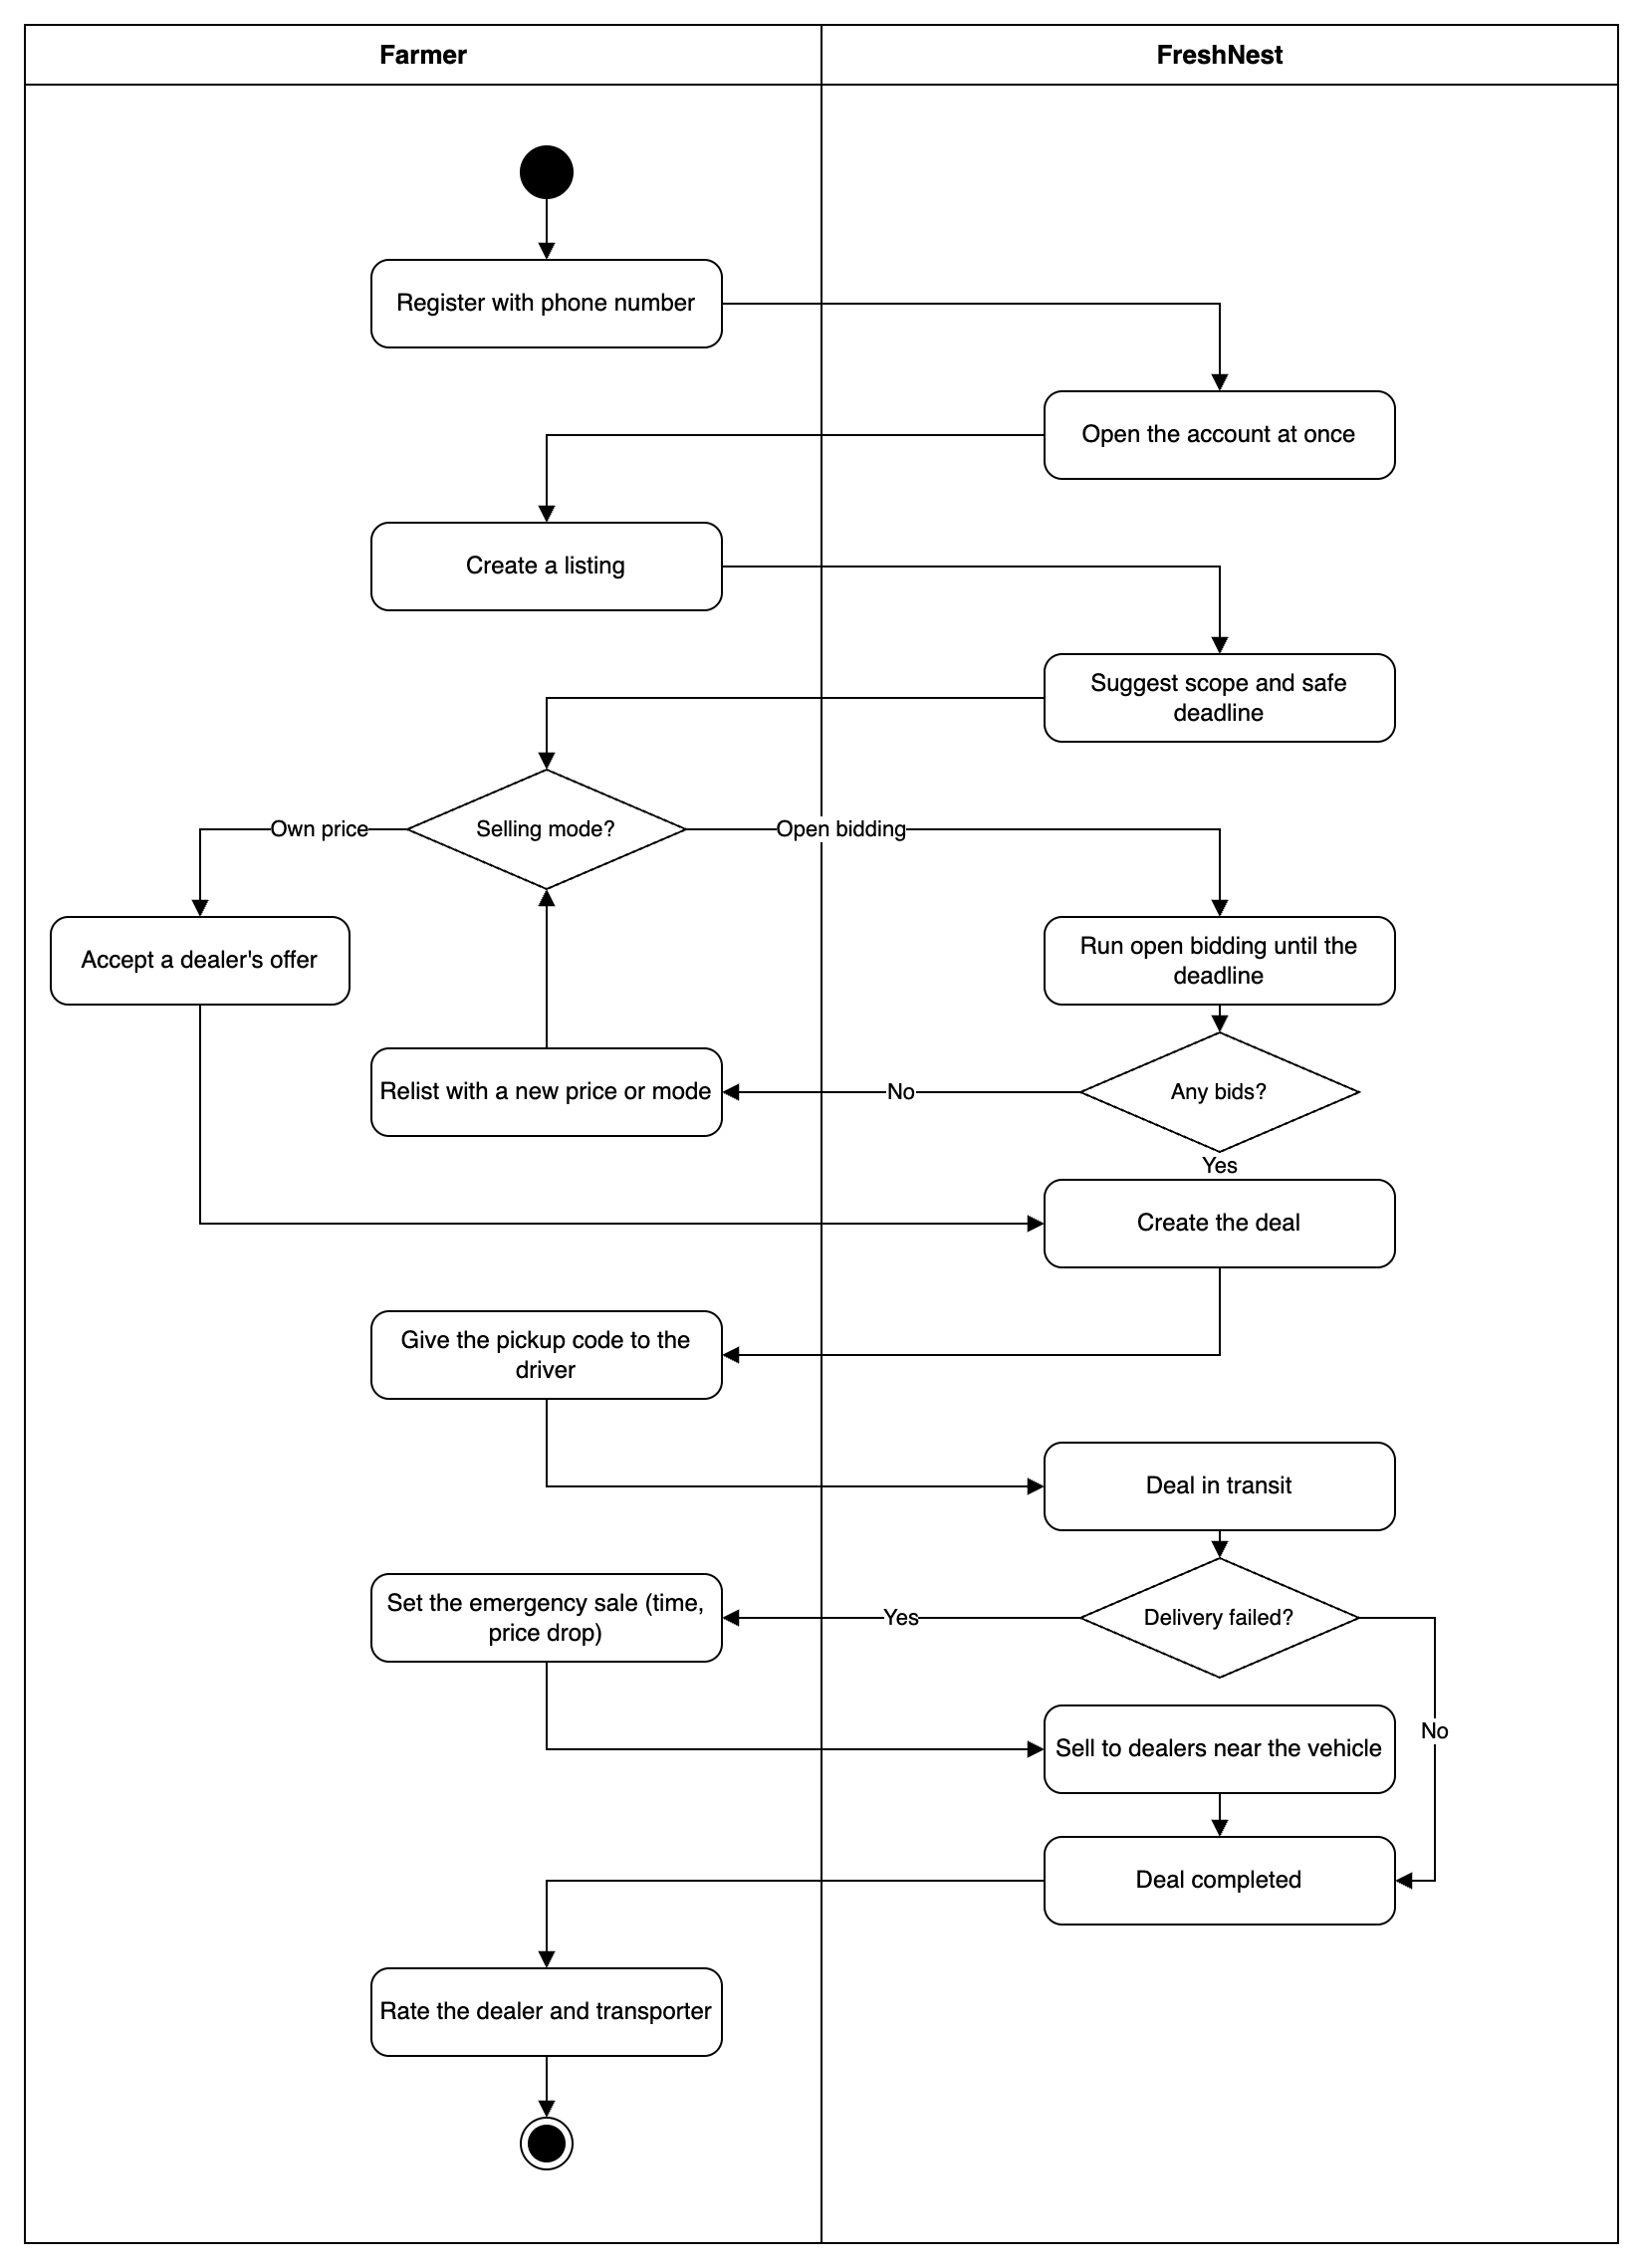 Farmer
FreshNest
Register with phone number
Open the account at once
Create a listing
Suggest scope and safe
deadline
Selling mode?
Own price
Open bidding
Accept a dealer's offer
Run open bidding until the
deadline
Relist with a new price or mode
No
Any bids?
Yes
Create the deal
Give the pickup code to the
driver
Deal in transit
Set the emergency sale (time,
price drop)
Yes
Delivery failed?
No
Sell to dealers near the vehicle
Deal completed
Rate the dealer and transporter